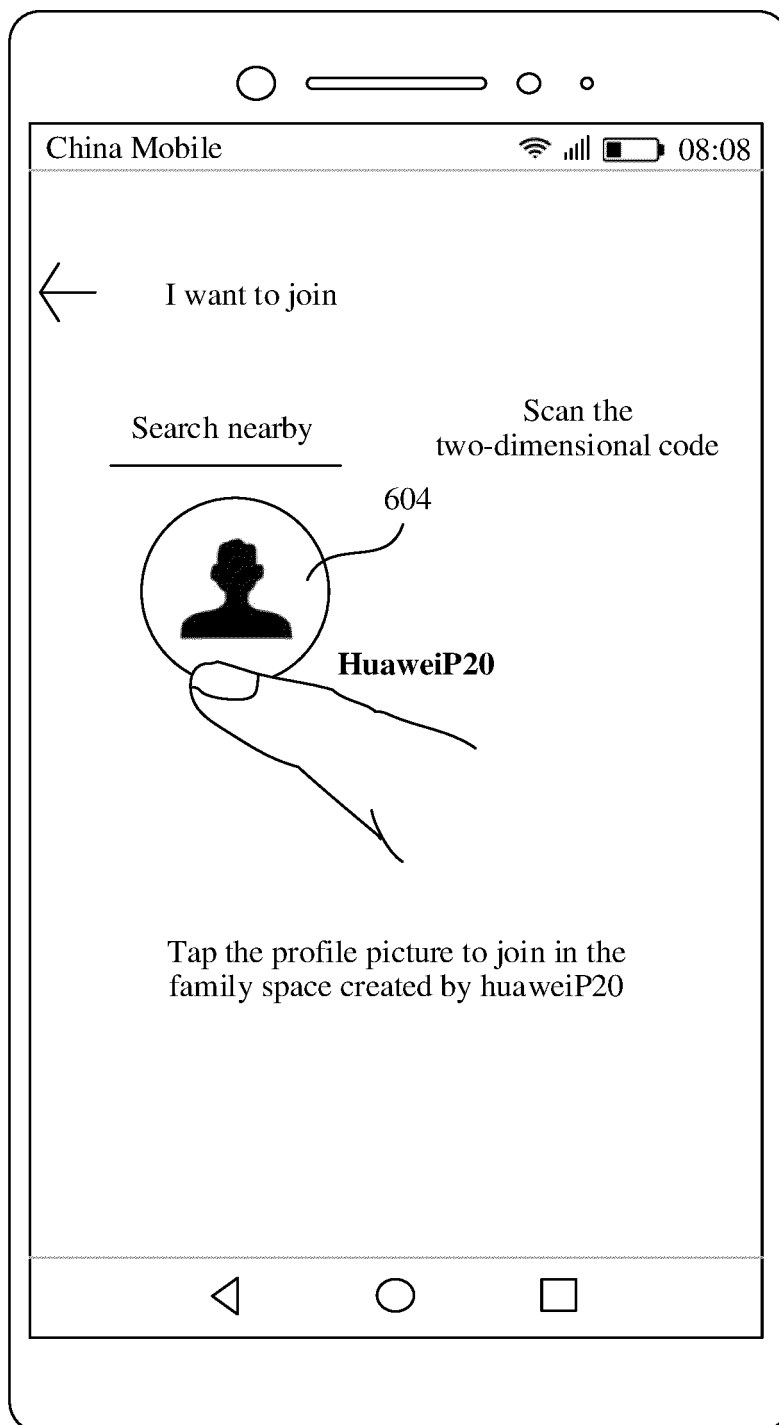 China Mobile 08:08
I want to join
Search nearby
Scan the
two-dimensional code
604
HuaweiP20
Tap the profile picture to join in the
family space created by huaweiP20